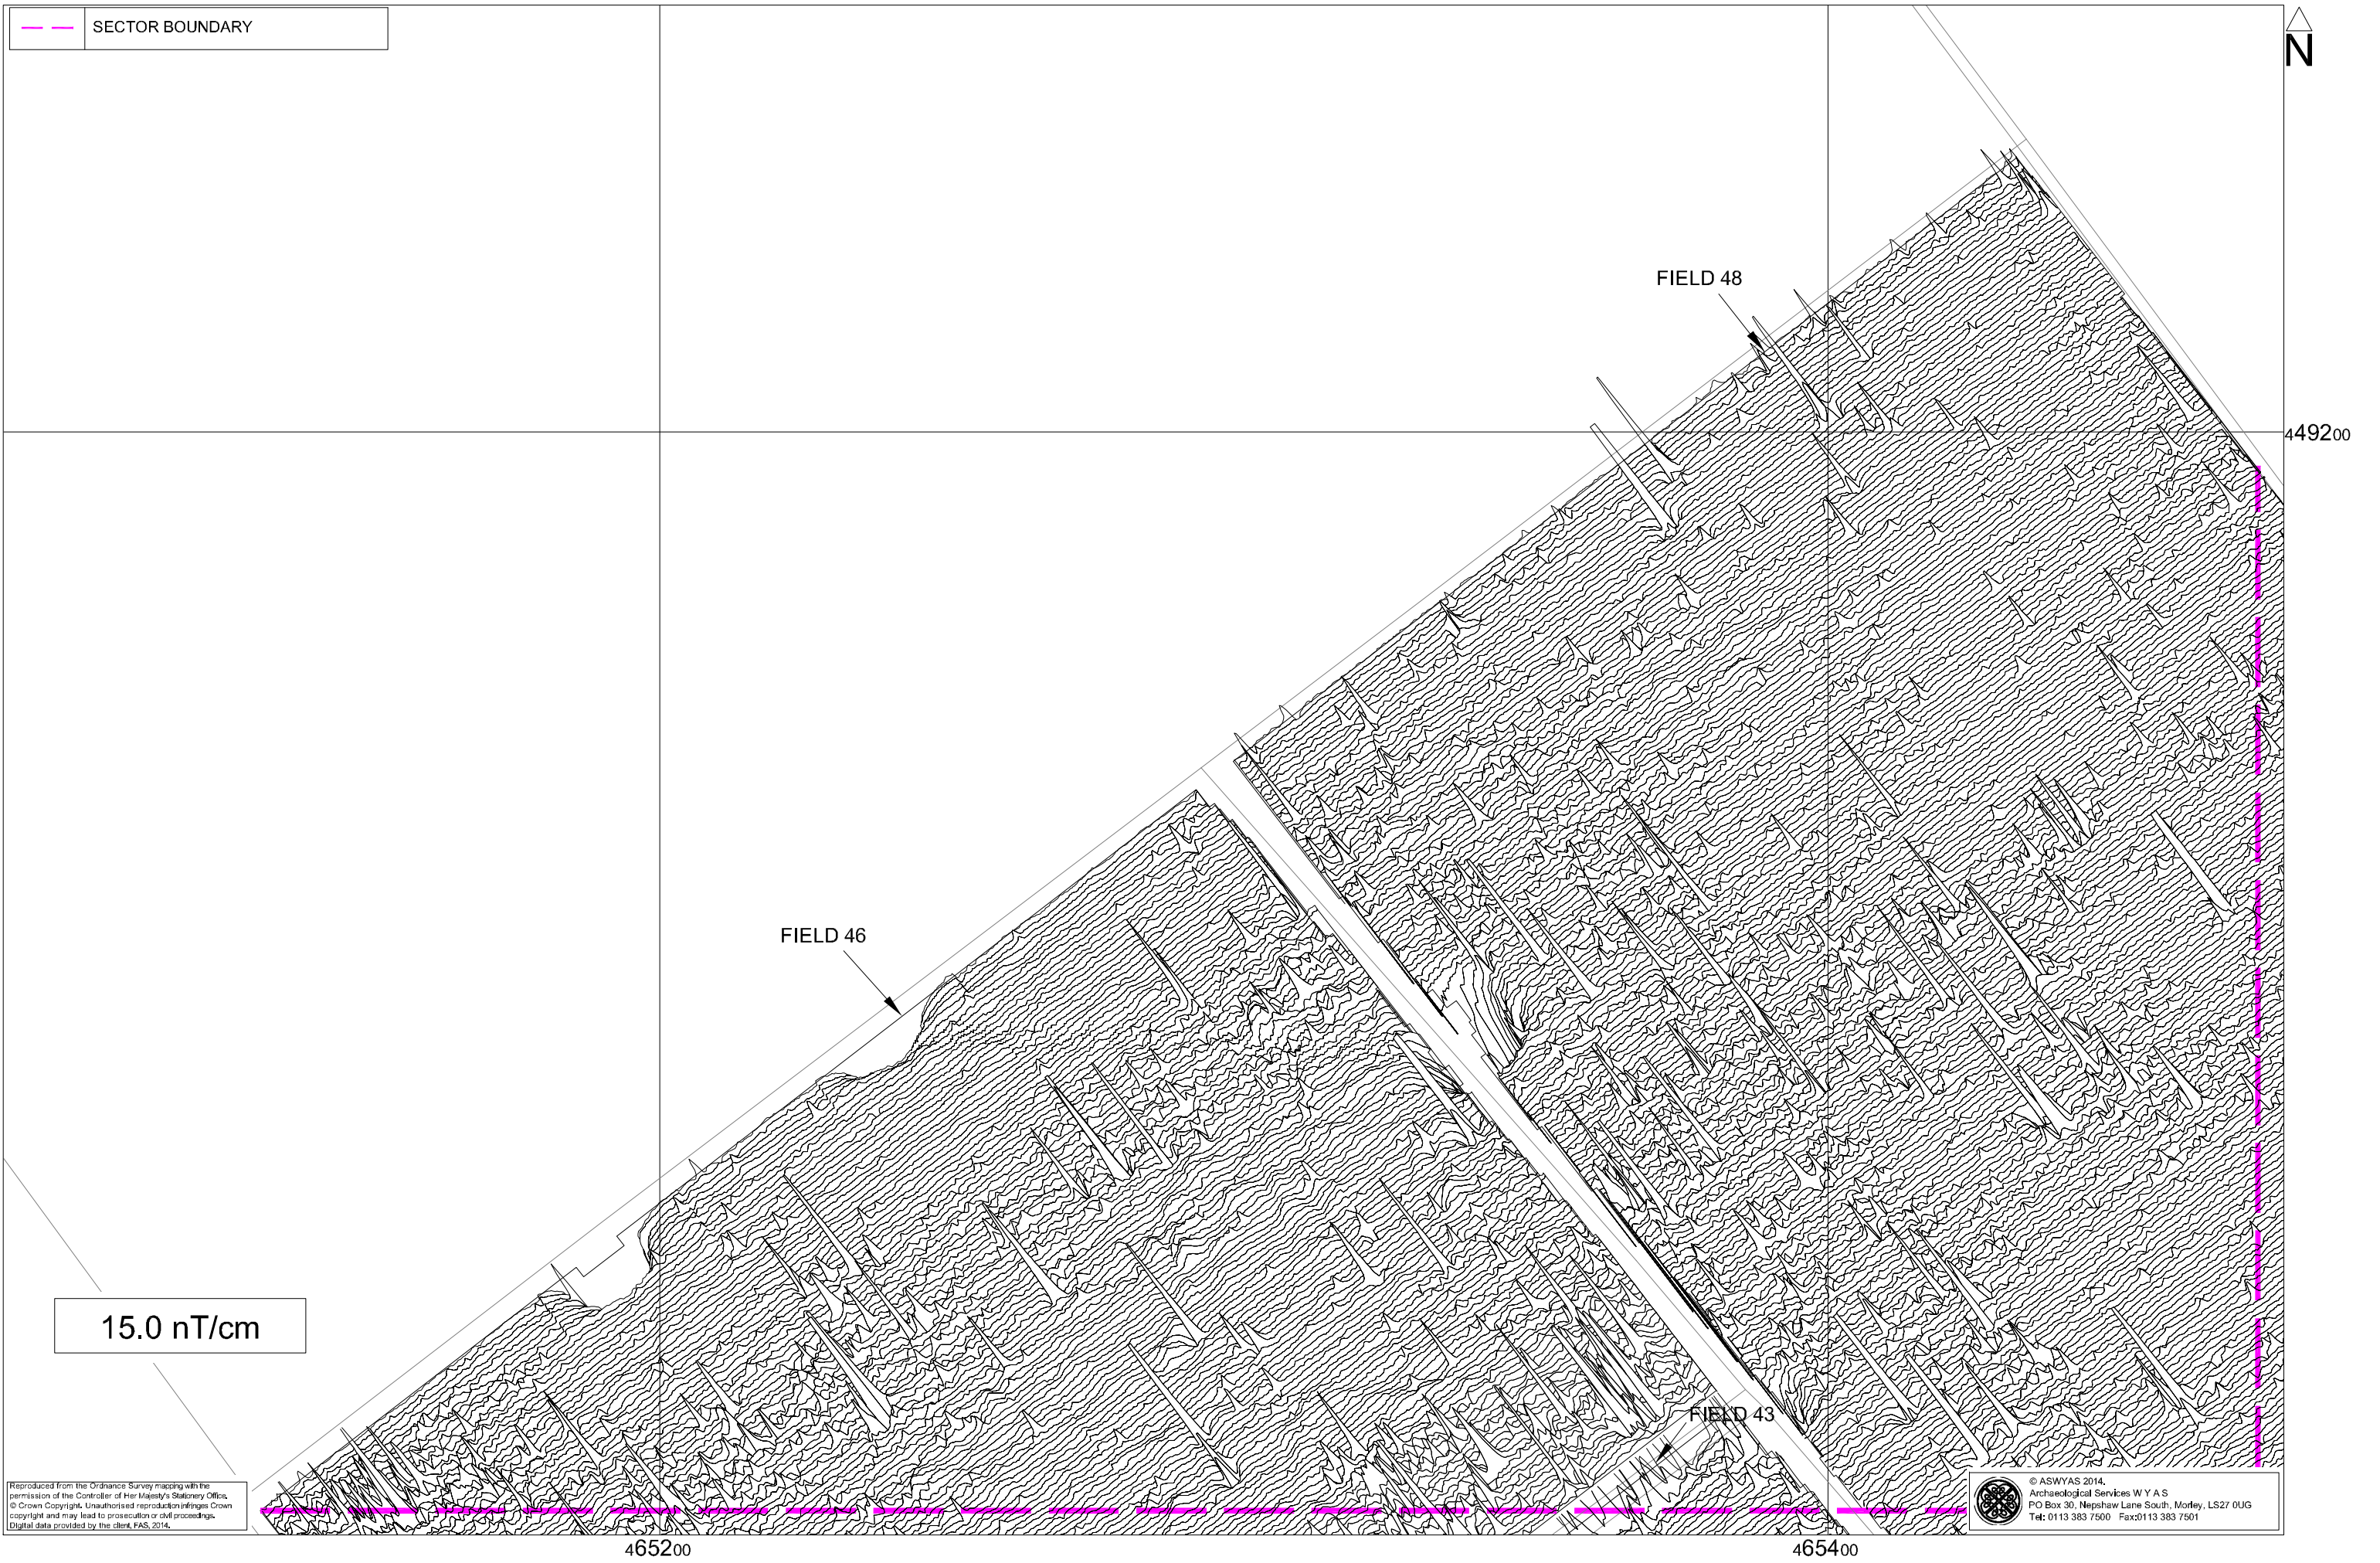 SECTOR BOUNDARY
N
FIELD 48
449200
FIELD 46
15.0 nT/cm
FIELD 43
Reproduced from the Ordnance Survey mapping with the
permission of the Controller of Her Majesty's Stationery Office.
© Crown Copyright. Unauthorised reproduction infringes Crown
copyright and may lead to prosecution or civil proceedings.
Digital data provided by the client, FAS, 2014.
© ASWYAS 2014.
Archaeological Services W Y A S
PO Box 30, Nepshaw Lane South, Morley, LS27 0UG
Tel: 0113 383 7500 Fax:0113 383 7501
465200
465400